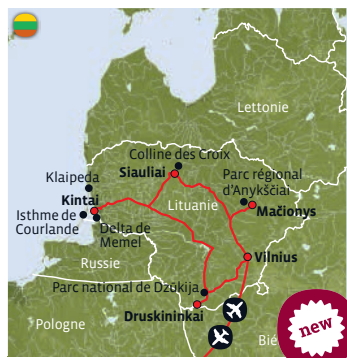 Lettonie
Colline des Croix
Siauliai
Klaipeda
Parc régional
d'Anykščiai
Kintai
Mačionys
Lituanie
Isthme de
Courlande
Delta de
Memel
Vilnius
Russie
Parc national de Dzūkija
Druskininkai
Pologne
Bié
new